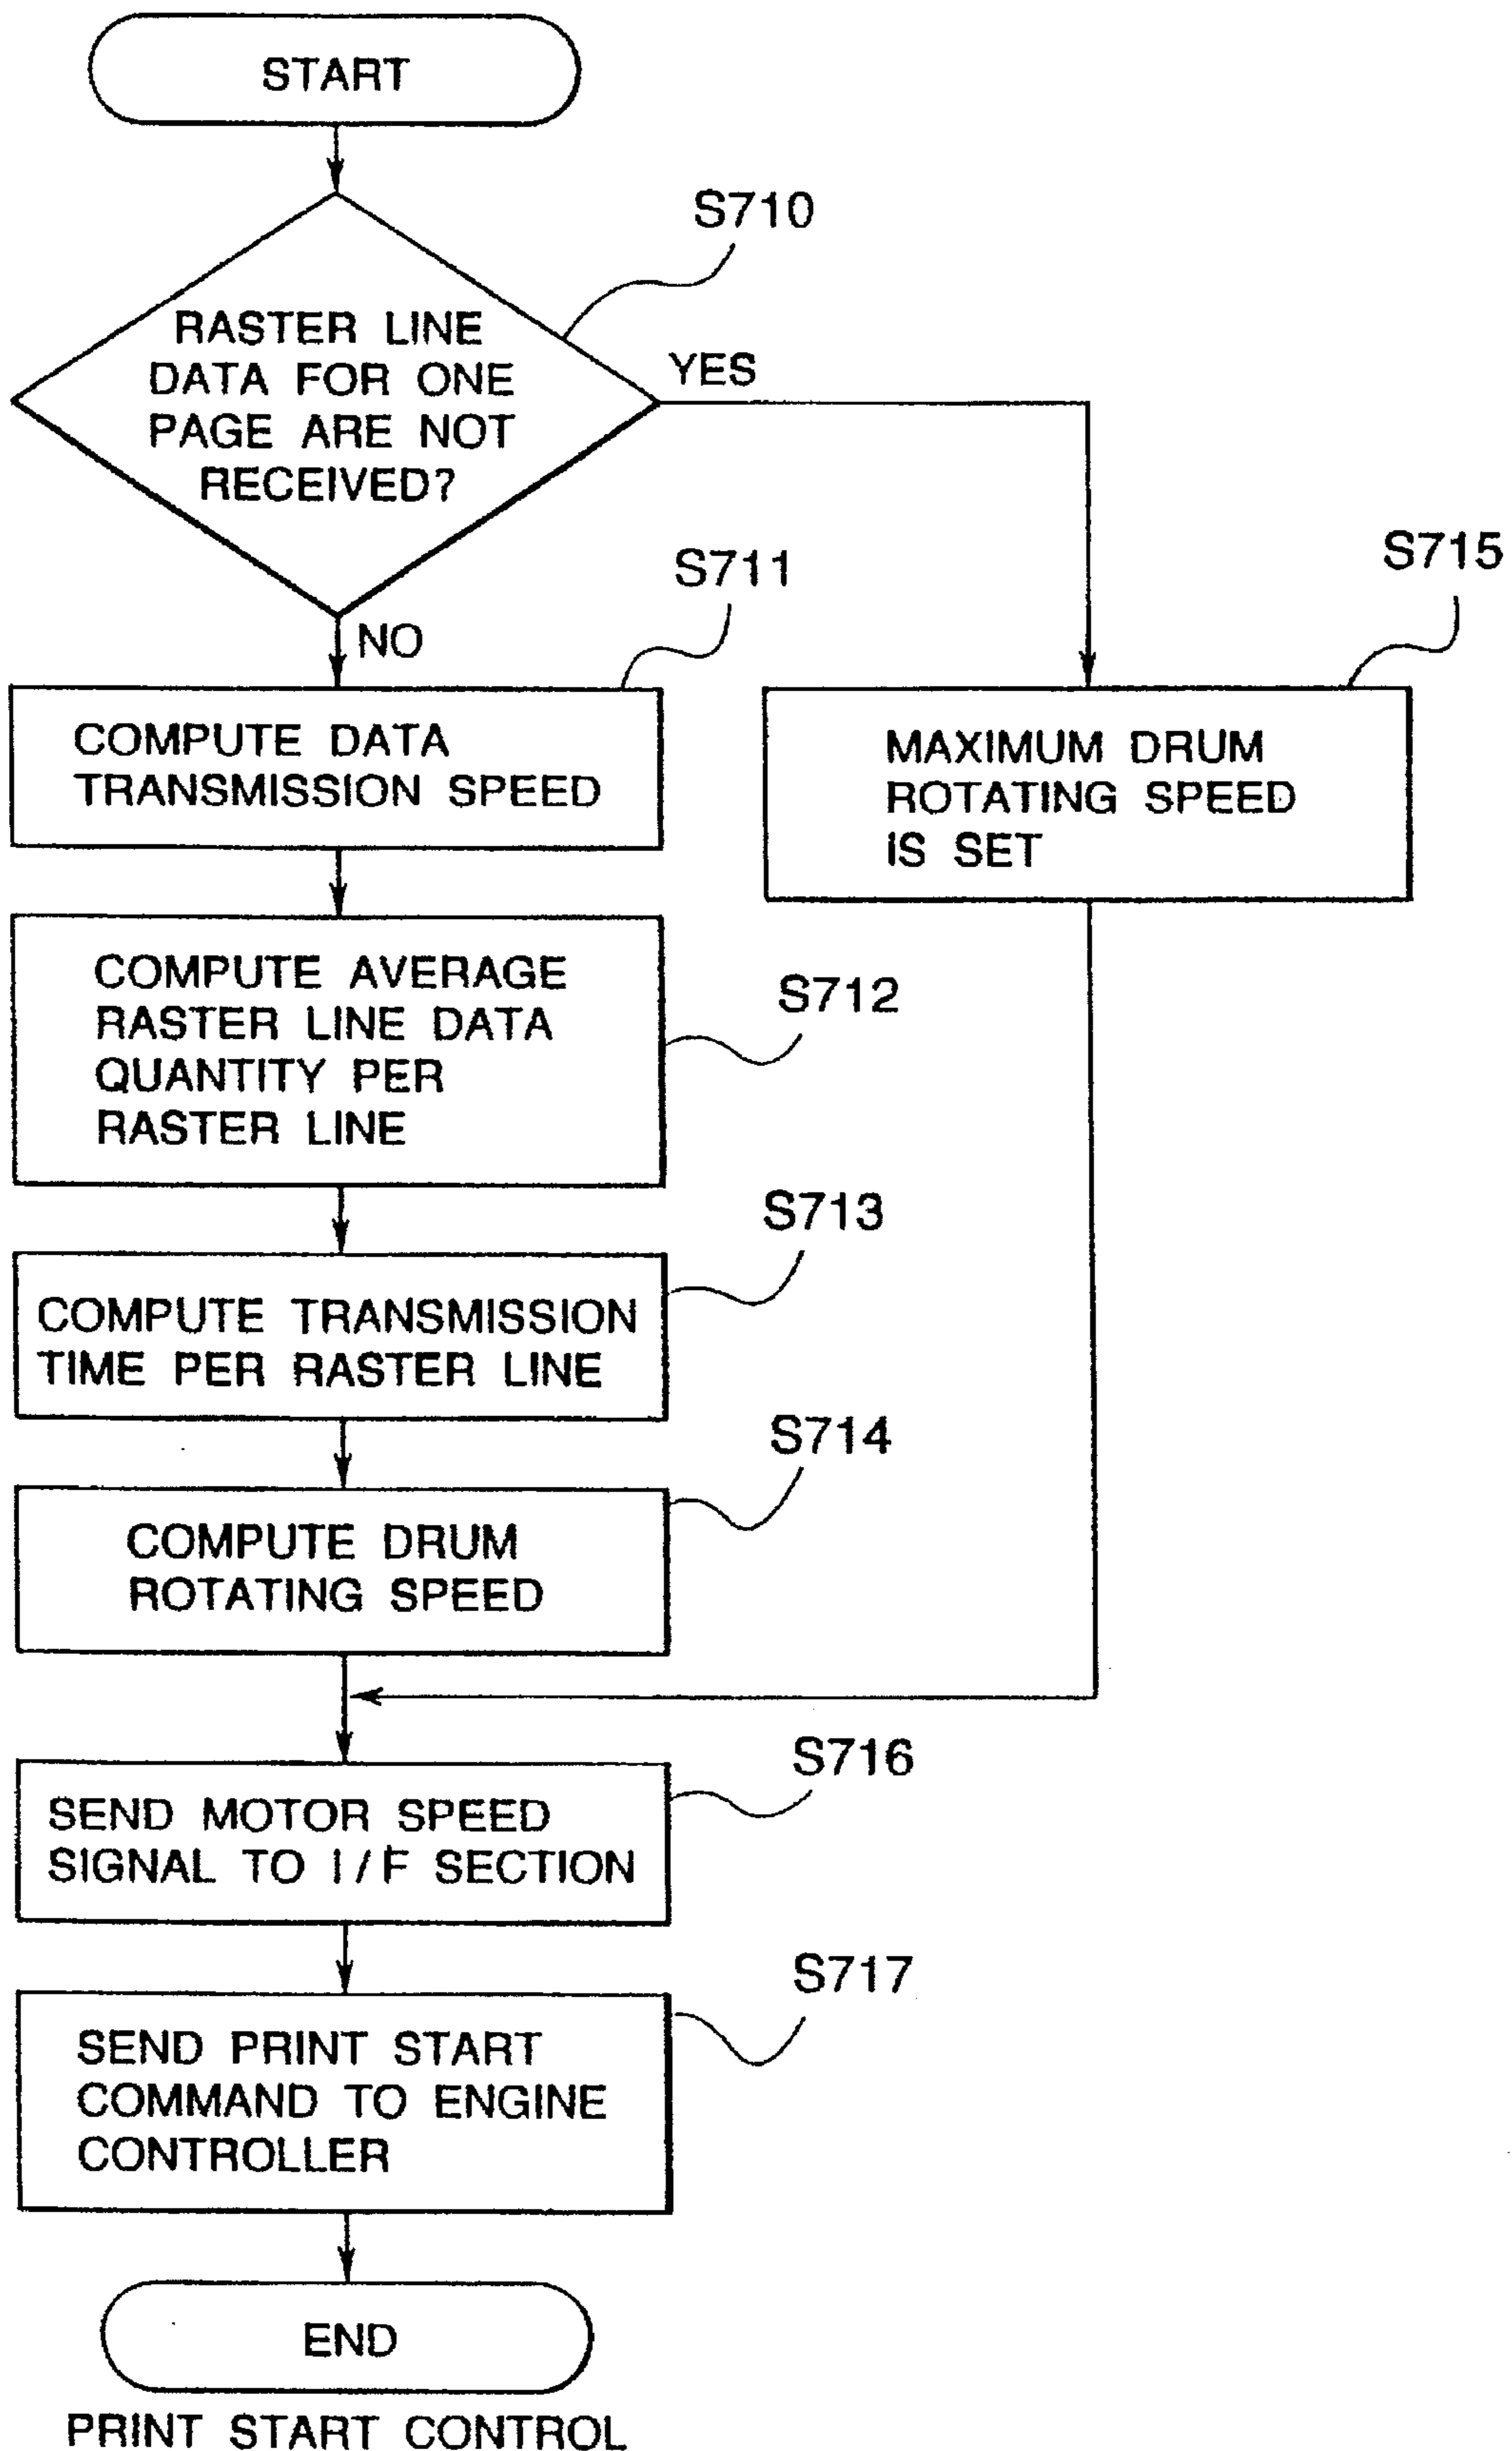 START
S710
RASTER LINE
DATA FOR ONE
PAGE ARE NOT
RECEIVED?
YES
NO
S711
COMPUTE DATA
TRANSMISSION SPEED
S715
MAXIMUM DRUM
ROTATING SPEED
IS SET
S712
COMPUTE AVERAGE
RASTER LINE DATA
QUANTITY PER
RASTER LINE
S713
COMPUTE TRANSMISSION
TIME PER RASTER LINE
S714
COMPUTE DRUM
ROTATING SPEED
S716
SEND MOTOR SPEED
SIGNAL TO I/F SECTION
S717
SEND PRINT START
COMMAND TO ENGINE
CONTROLLER
END
PRINT START CONTROL